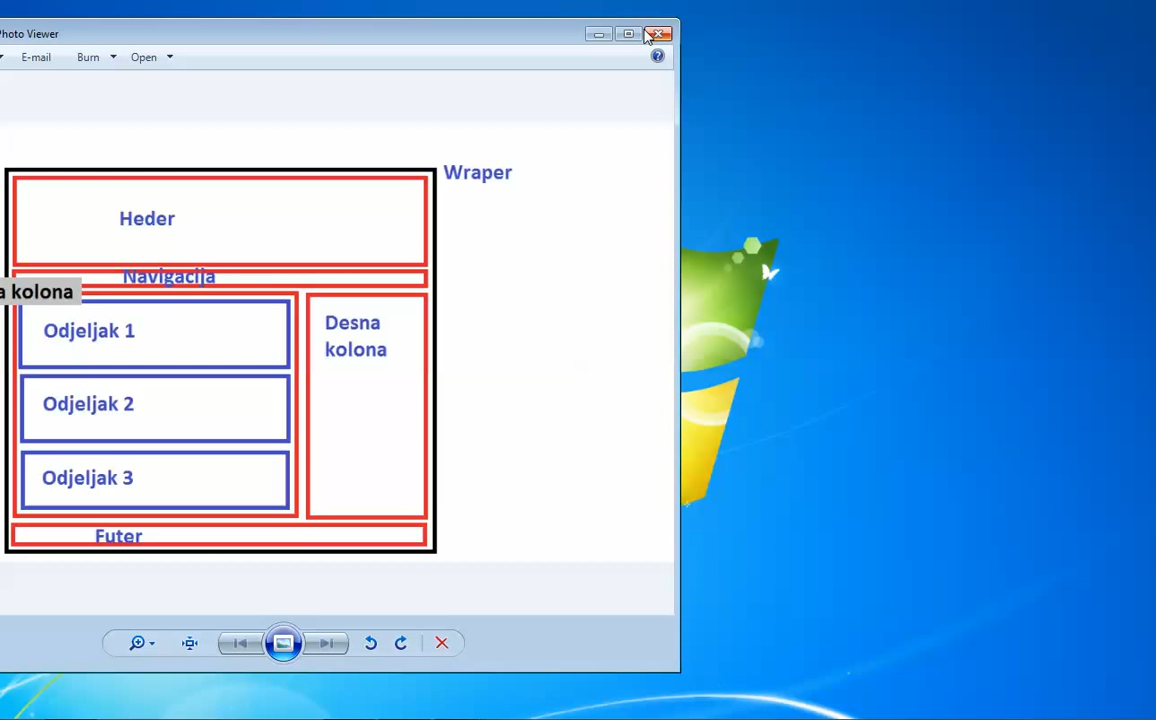 Photo Viewer
E-mail Burn Open
Wraper
Heder
Navigacija
a kolona
Odjeljak 1
Desna
kolona
Odjeljak 2
Odjeljak 3
Futer